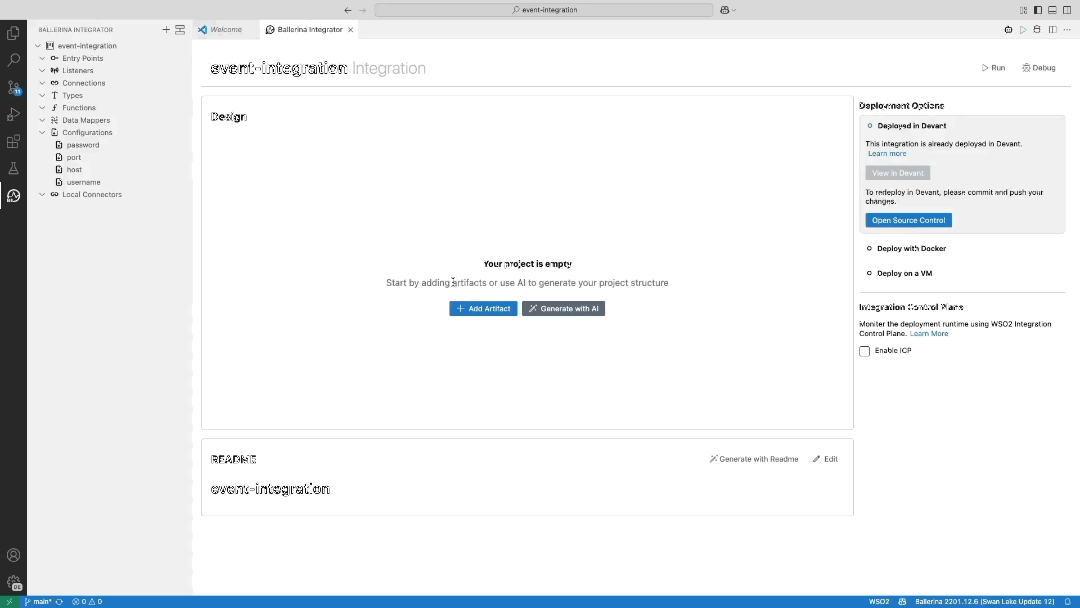 event-integration
BALLERINA INTEGRATOR
Welcome
Ballerina Integrator
event-integration
Entry Points
Listeners
Connections
Types
Functions
Data Mappers
Configurations
password
port
host
username
Local Connectors
11
event-integration Integration
Run
Debug
Design
Your project is empty
Start by adding artifacts or use AI to generate your project structure
Add Artifact
Generate with AI
README
Generate with Readme
Edit
event-integration
Deployment Options
Deployed in Devant
This integration is already deployed in Devant.
Learn more
View in Devant
To redeploy in Devant, please commit and push your
changes.
Open Source Control
Deploy with Docker
Deploy on a VM
Integration Control Plane
Moniter the deployment runtime using WSO2 Integration
Control Plane. Learn More
Enable ICP
main*
0 0
WSO2
Ballerina 2201.12.6 (Swan Lake Update 12)